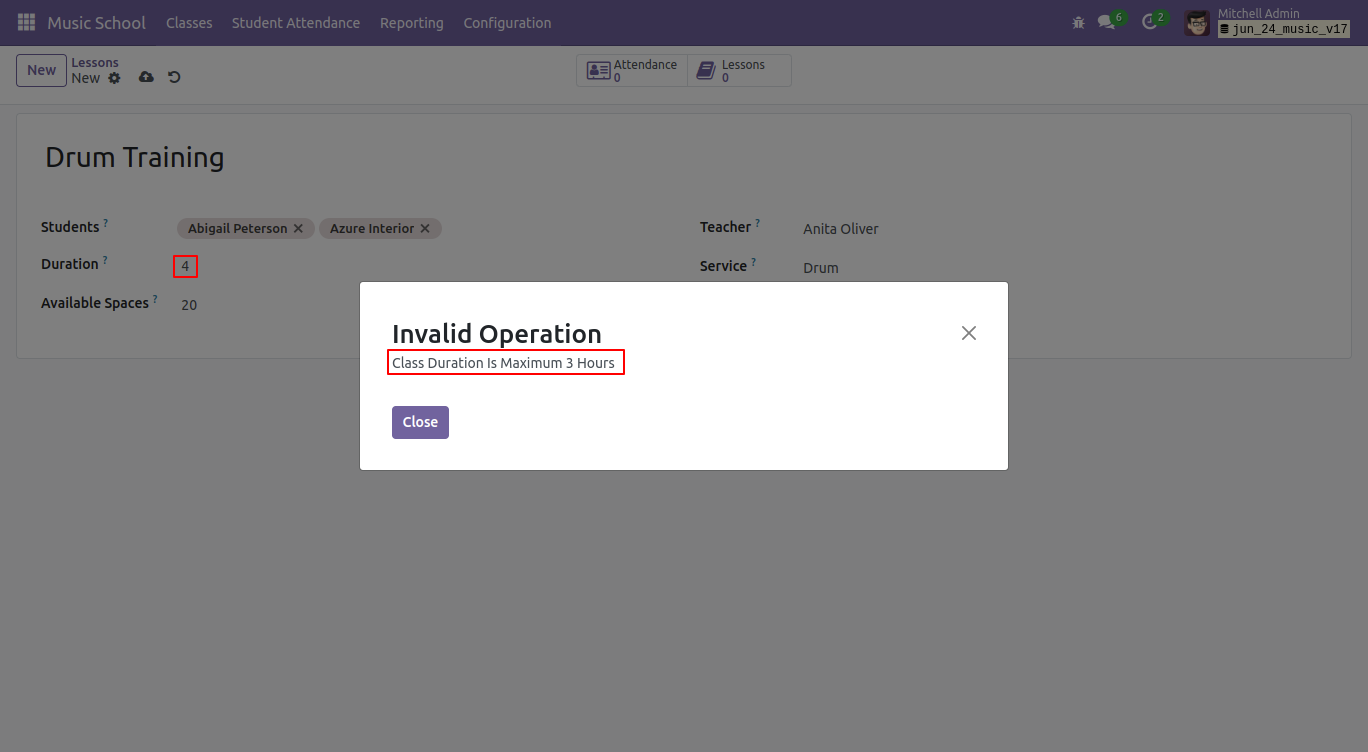 Music School Classes Student Attendance Reporting Configuration 6 2 Mitchell Admin
jun_24_music_v17
New Lessons Attendance Lessons
New 0 0
Drum Training
Students ? Abigail Peterson × Azure Interior × Teacher ? Anita Oliver
Duration ? 4 Service ? Drum
Available Spaces ? 20
Invalid Operation
Class Duration Is Maximum 3 Hours
Close